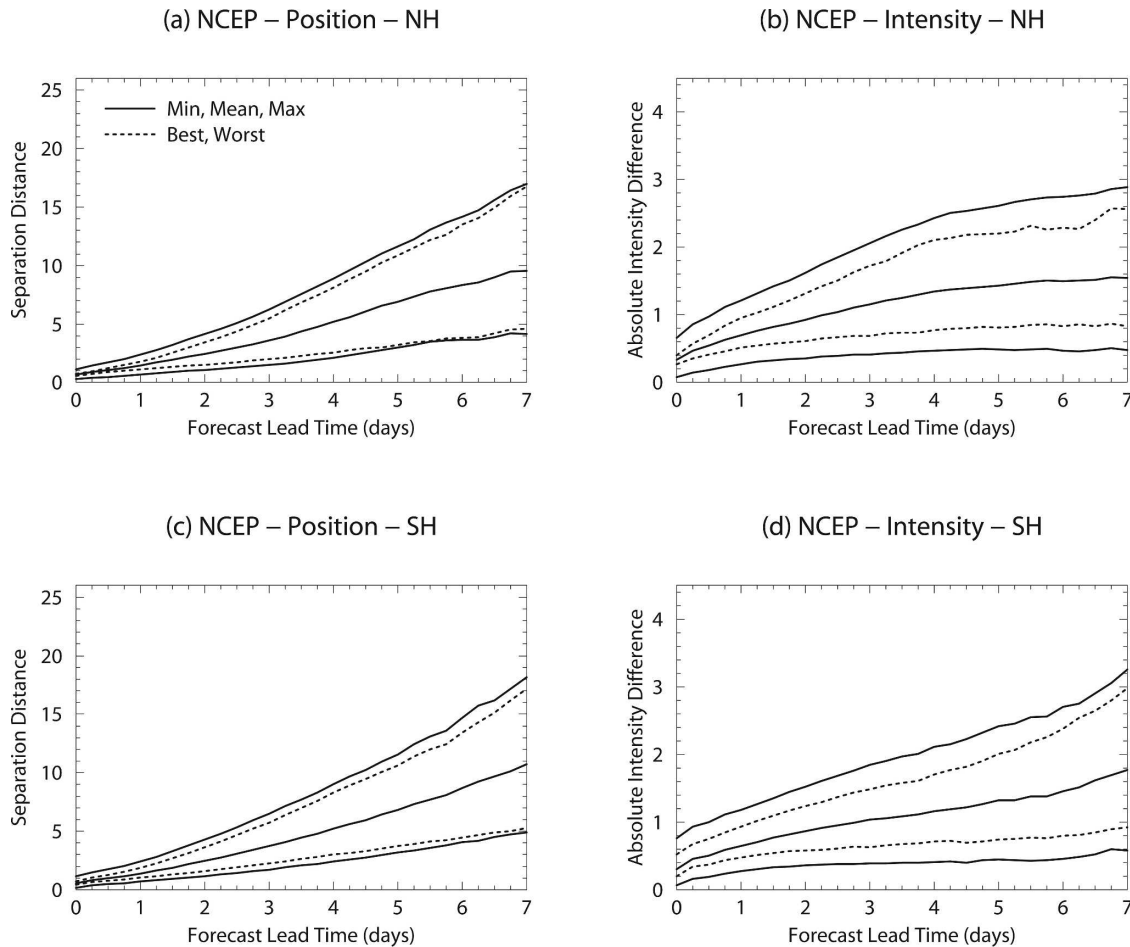 (a) NCEP – Position – NH
25
20
15
10
5
0
Separation Distance
Min, Mean, Max
Best, Worst
0 1 2 3 4 5 6 7
Forecast Lead Time (days)
(b) NCEP – Intensity – NH
4
3
2
1
0
Absolute Intensity Difference
0 1 2 3 4 5 6 7
Forecast Lead Time (days)
(c) NCEP – Position – SH
25
20
15
10
5
0
Separation Distance
0 1 2 3 4 5 6 7
Forecast Lead Time (days)
(d) NCEP – Intensity – SH
4
3
2
1
0
Absolute Intensity Difference
0 1 2 3 4 5 6 7
Forecast Lead Time (days)